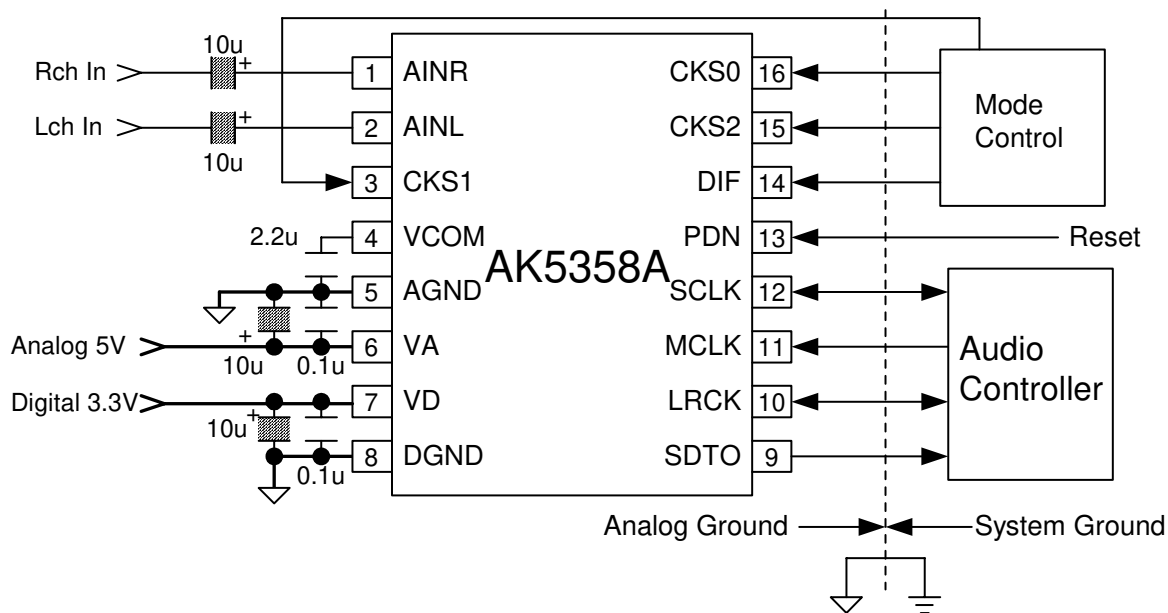 10u
+
Rch In
1 AINR
CKS0 16
Mode
Control
+
Lch In
10u
2 AINL
CKS2 15
3 CKS1
DIF 14
2.2u
4 VCOM
PDN 13
Reset
AK5358A
5 AGND
SCLK 12
+
Analog 5V
10u
0.1u
6 VA
MCLK 11
Audio
Controller
Digital 3.3V
7 VD
LRCK 10
10u
+
8 DGND
SDTO 9
0.1u
Analog Ground
System Ground